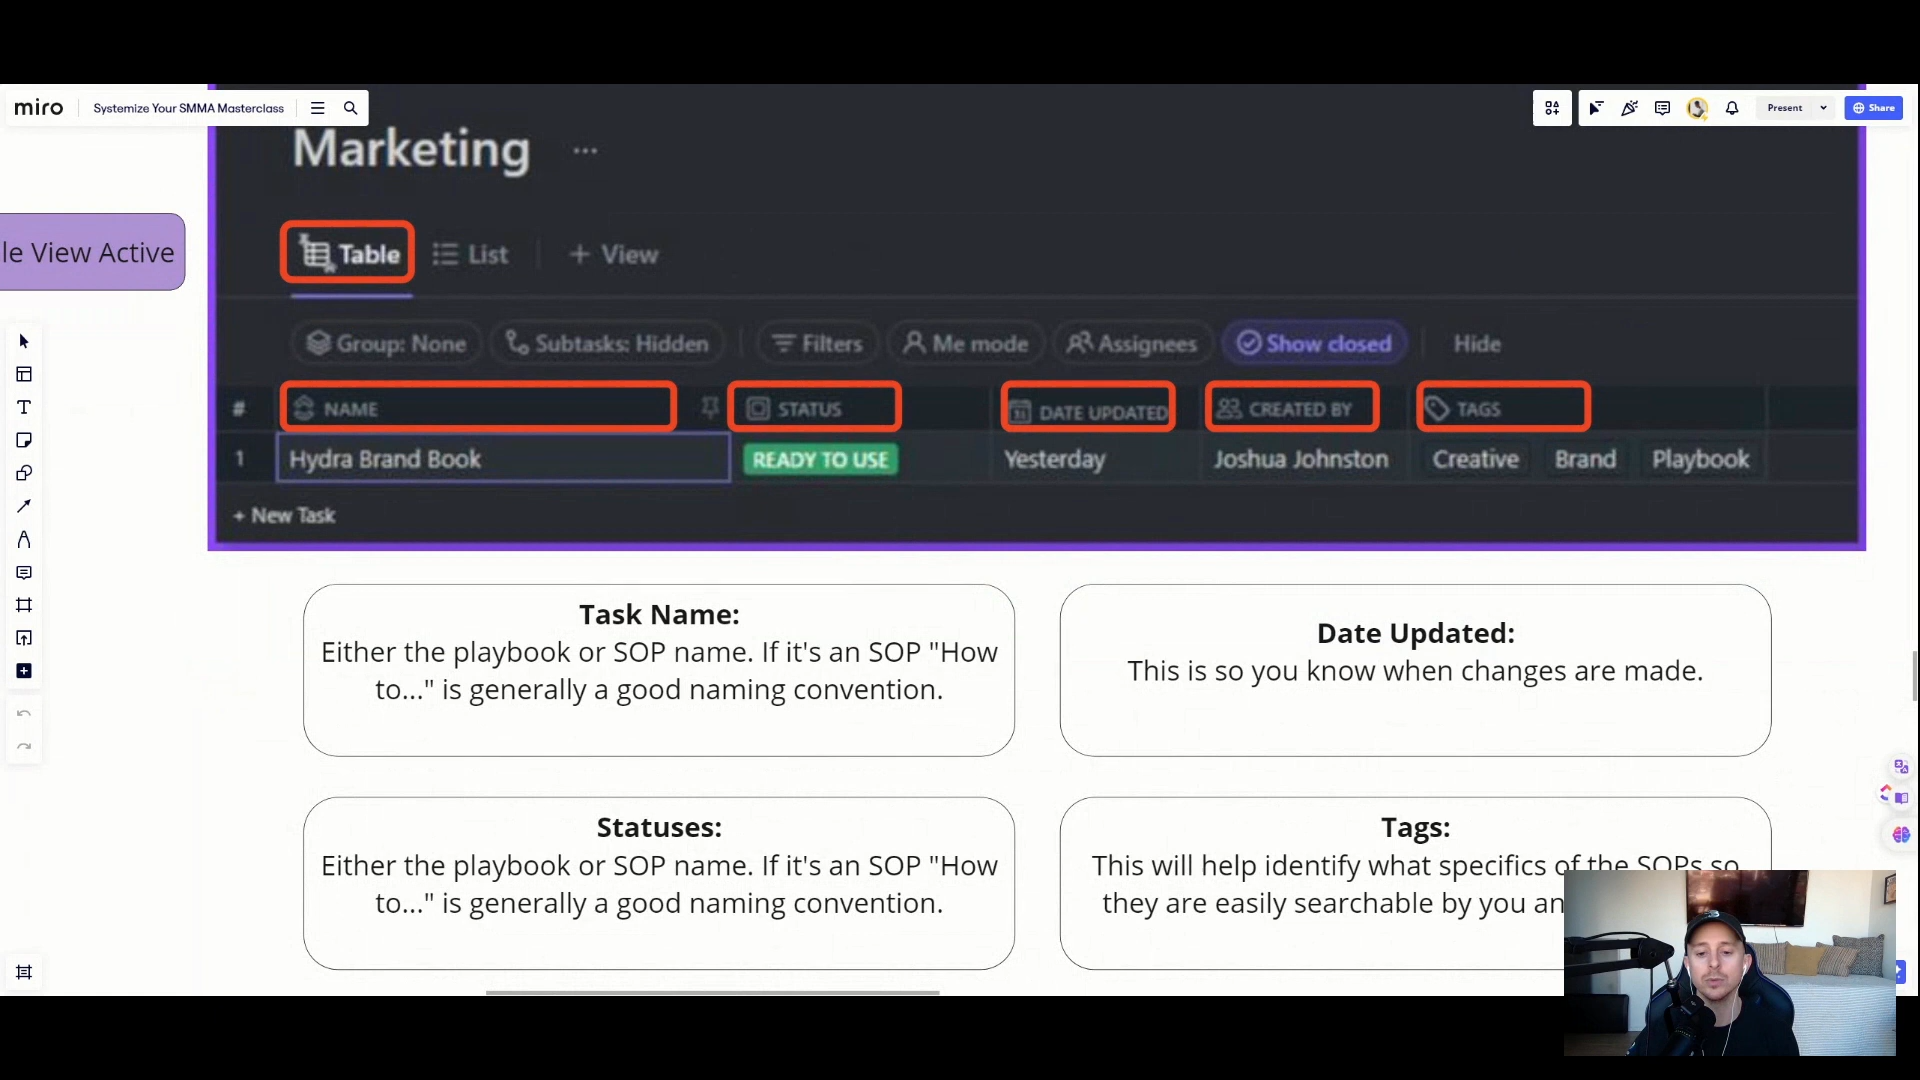 miro
Systemize Your SMMA Masterclass
Present
Share
Marketing
...
le View Active
Table
List
+ View
Group: None
Subtasks: Hidden
Filters
Me mode
Assignees
Show closed
Hide
# NAME STATUS DATE UPDATED CREATED BY TAGS
1 Hydra Brand Book READY TO USE Yesterday Joshua Johnston Creative Brand Playbook
+ New Task
Task Name:
Either the playbook or SOP name. If it's an SOP "How
to..." is generally a good naming convention.
Date Updated:
This is so you know when changes are made.
Statuses:
Either the playbook or SOP name. If it's an SOP "How
to..." is generally a good naming convention.
Tags:
This will help identify what specifics of the SOPs so
they are easily searchable by you an